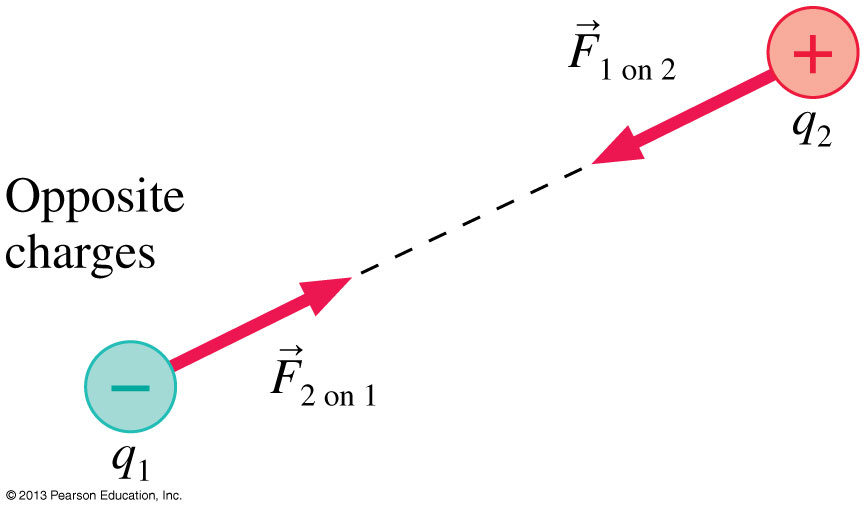 F⃗1 on 2
+
q2
Opposite
charges
F⃗2 on 1
−
q1
© 2013 Pearson Education, Inc.